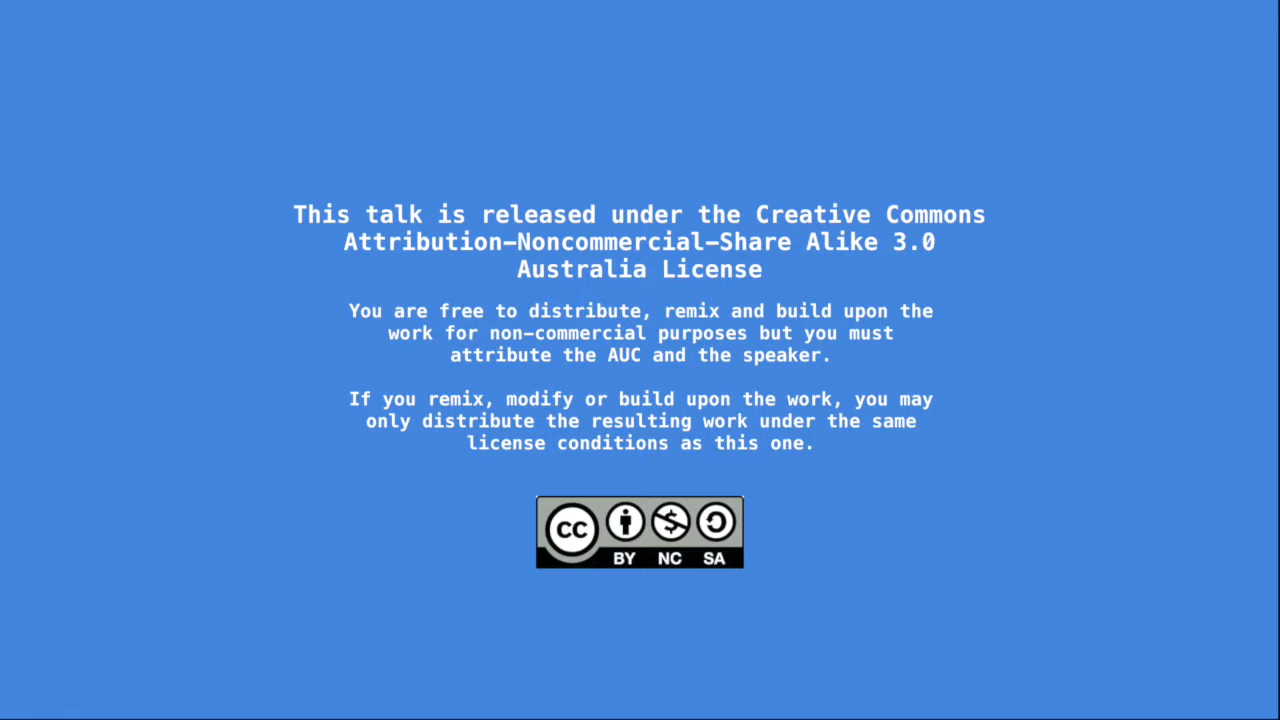 This talk is released under the Creative Commons
Attribution-Noncommercial-Share Alike 3.0
Australia License
You are free to distribute, remix and build upon the
work for non-commercial purposes but you must
attribute the AUC and the speaker.
If you remix, modify or build upon the work, you may
only distribute the resulting work under the same
license conditions as this one.
CC
BY NC SA